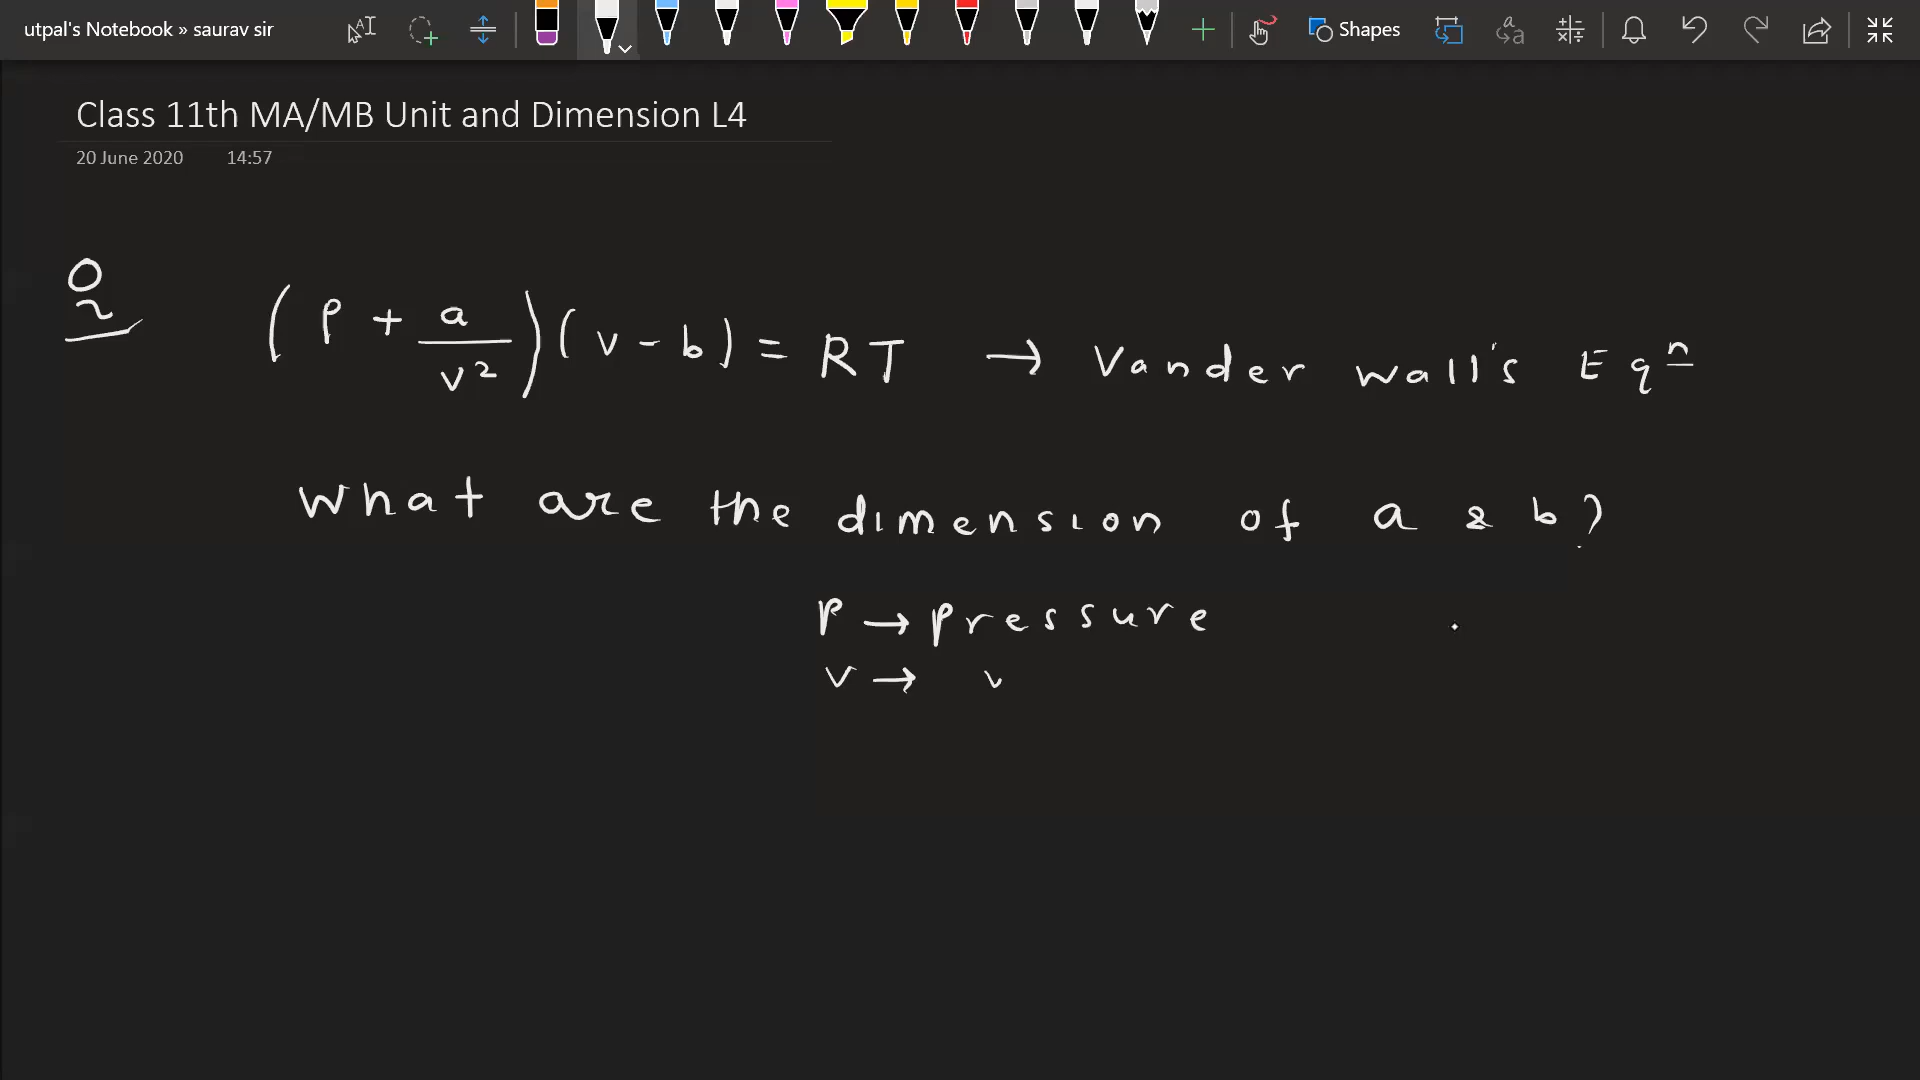 utpal's Notebook » saurav sir
Shapes
Class 11th MA/MB Unit and Dimension L4
20 June 2020 14:57
Q (P + a/v²)(v - b) = RT → Vander wall's Eqn
What are the dimension of a & b?
P → Pressure
v → v